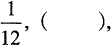 1/12, (  ),